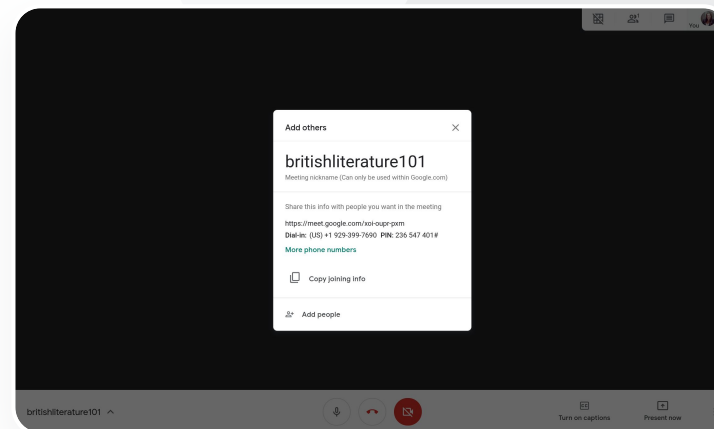 1
You
Add others
britishliterature101
Meeting nickname (Can only be used within Google.com)
Share this info with people you want in the meeting
https://meet.google.com/xoi-oupr-pxm
Dial-in: (US) +1 929-399-7690 PIN: 236 547 401#
More phone numbers
Copy joining info
Add people
britishliterature101
Turn on captions
Present now